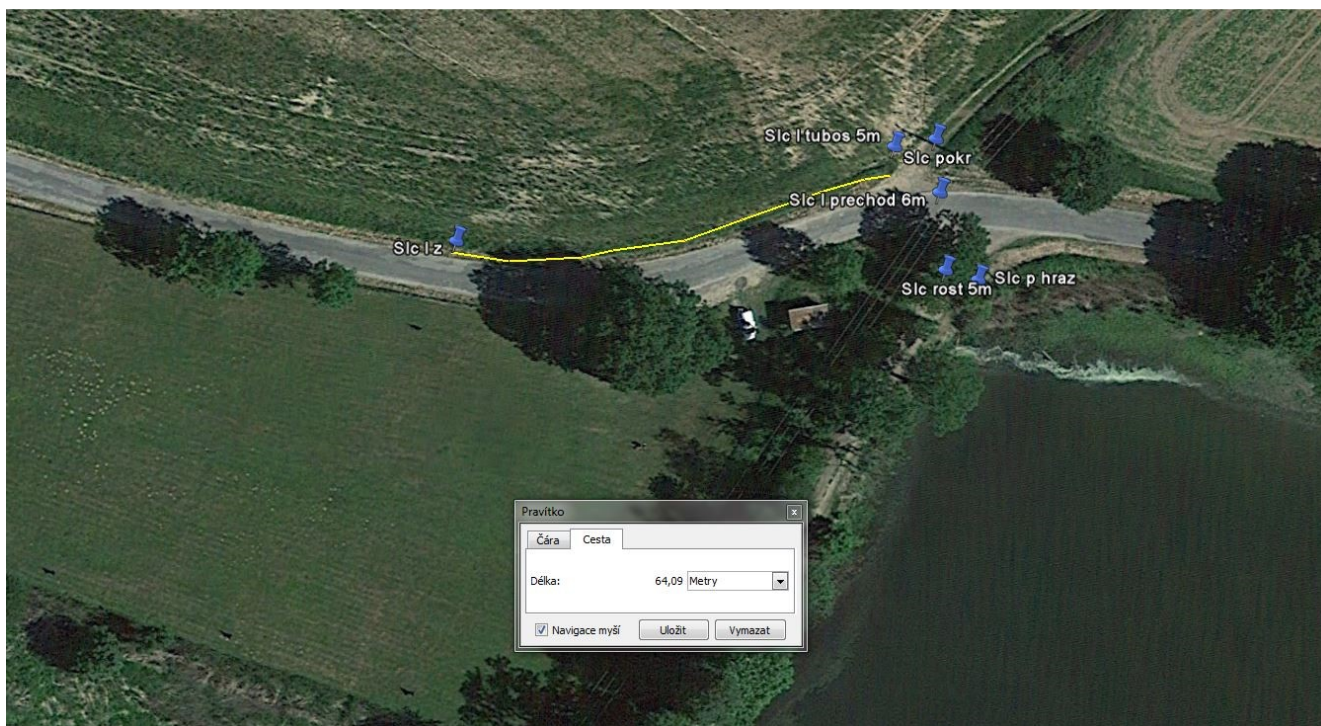 Slc l tubos 5m
Slc pokr
Slc l prechod 6m
Slc l z
Slc rost 5m
Slc p hraz
Pravítko
Čára
Cesta
Délka:
64,09
Metry
Navigace myší
Uložit
Vymazat